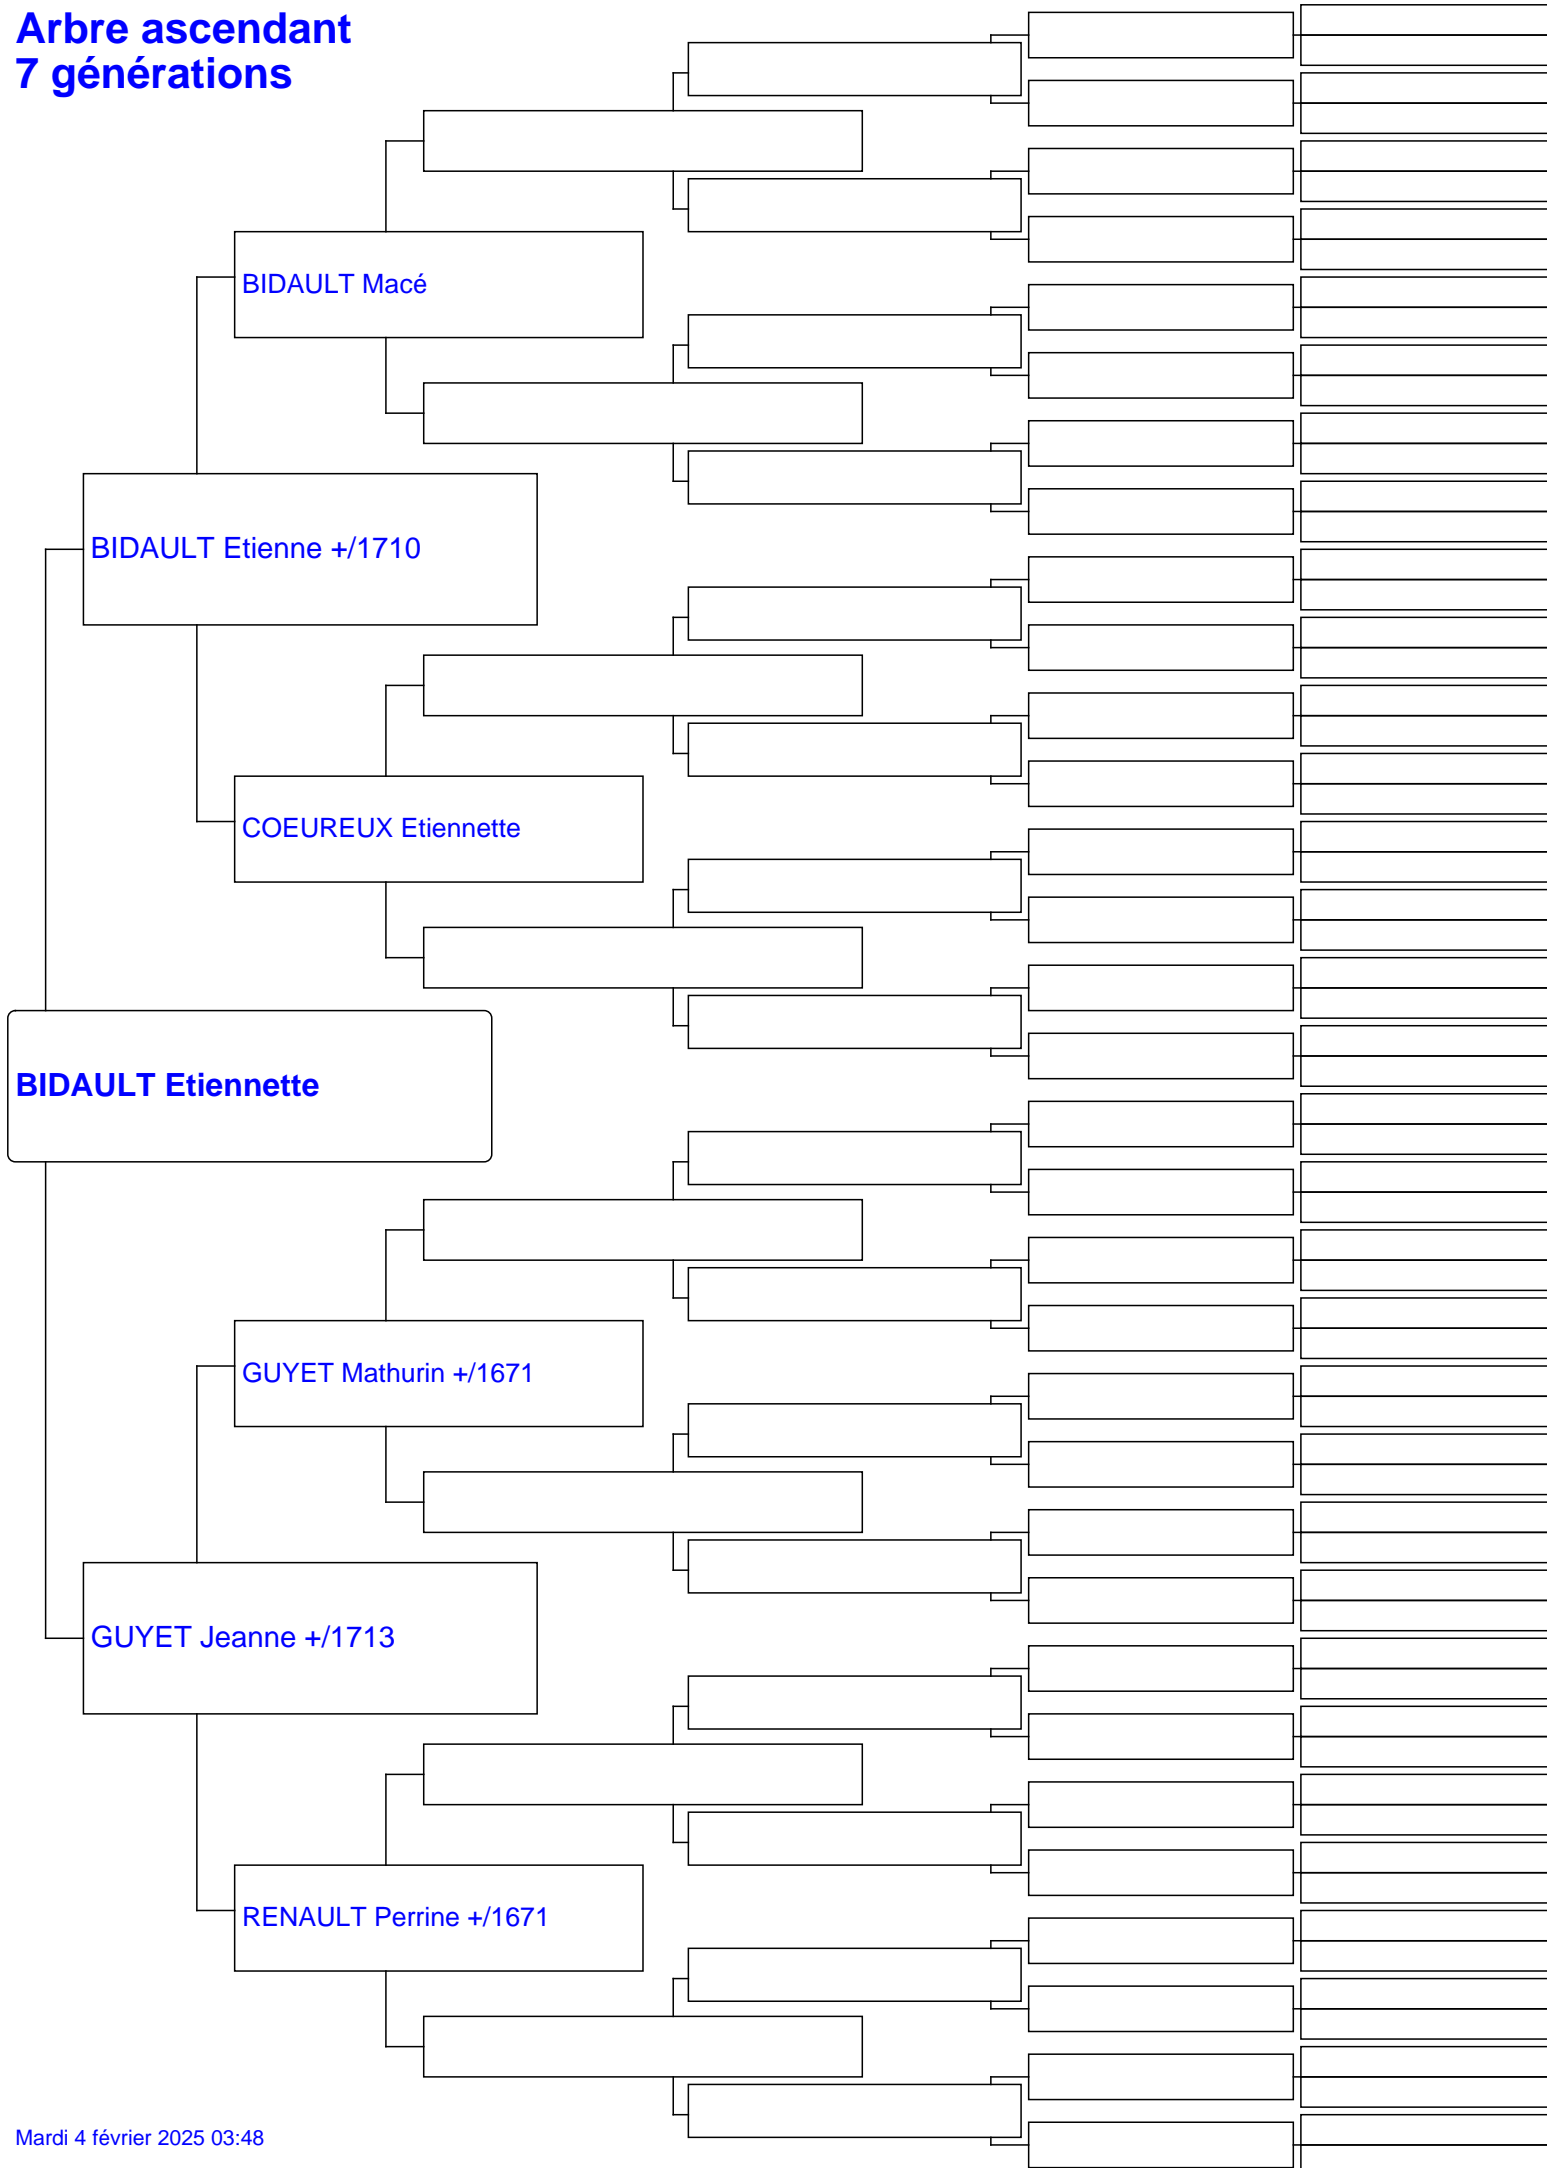 Arbre ascendant
7 générations
BIDAULT Macé
BIDAULT Etienne +/1710
COEUREUX Etiennette
BIDAULT Etiennette
GUYET Mathurin +/1671
GUYET Jeanne +/1713
RENAULT Perrine +/1671
Mardi 4 février 2025 03:48